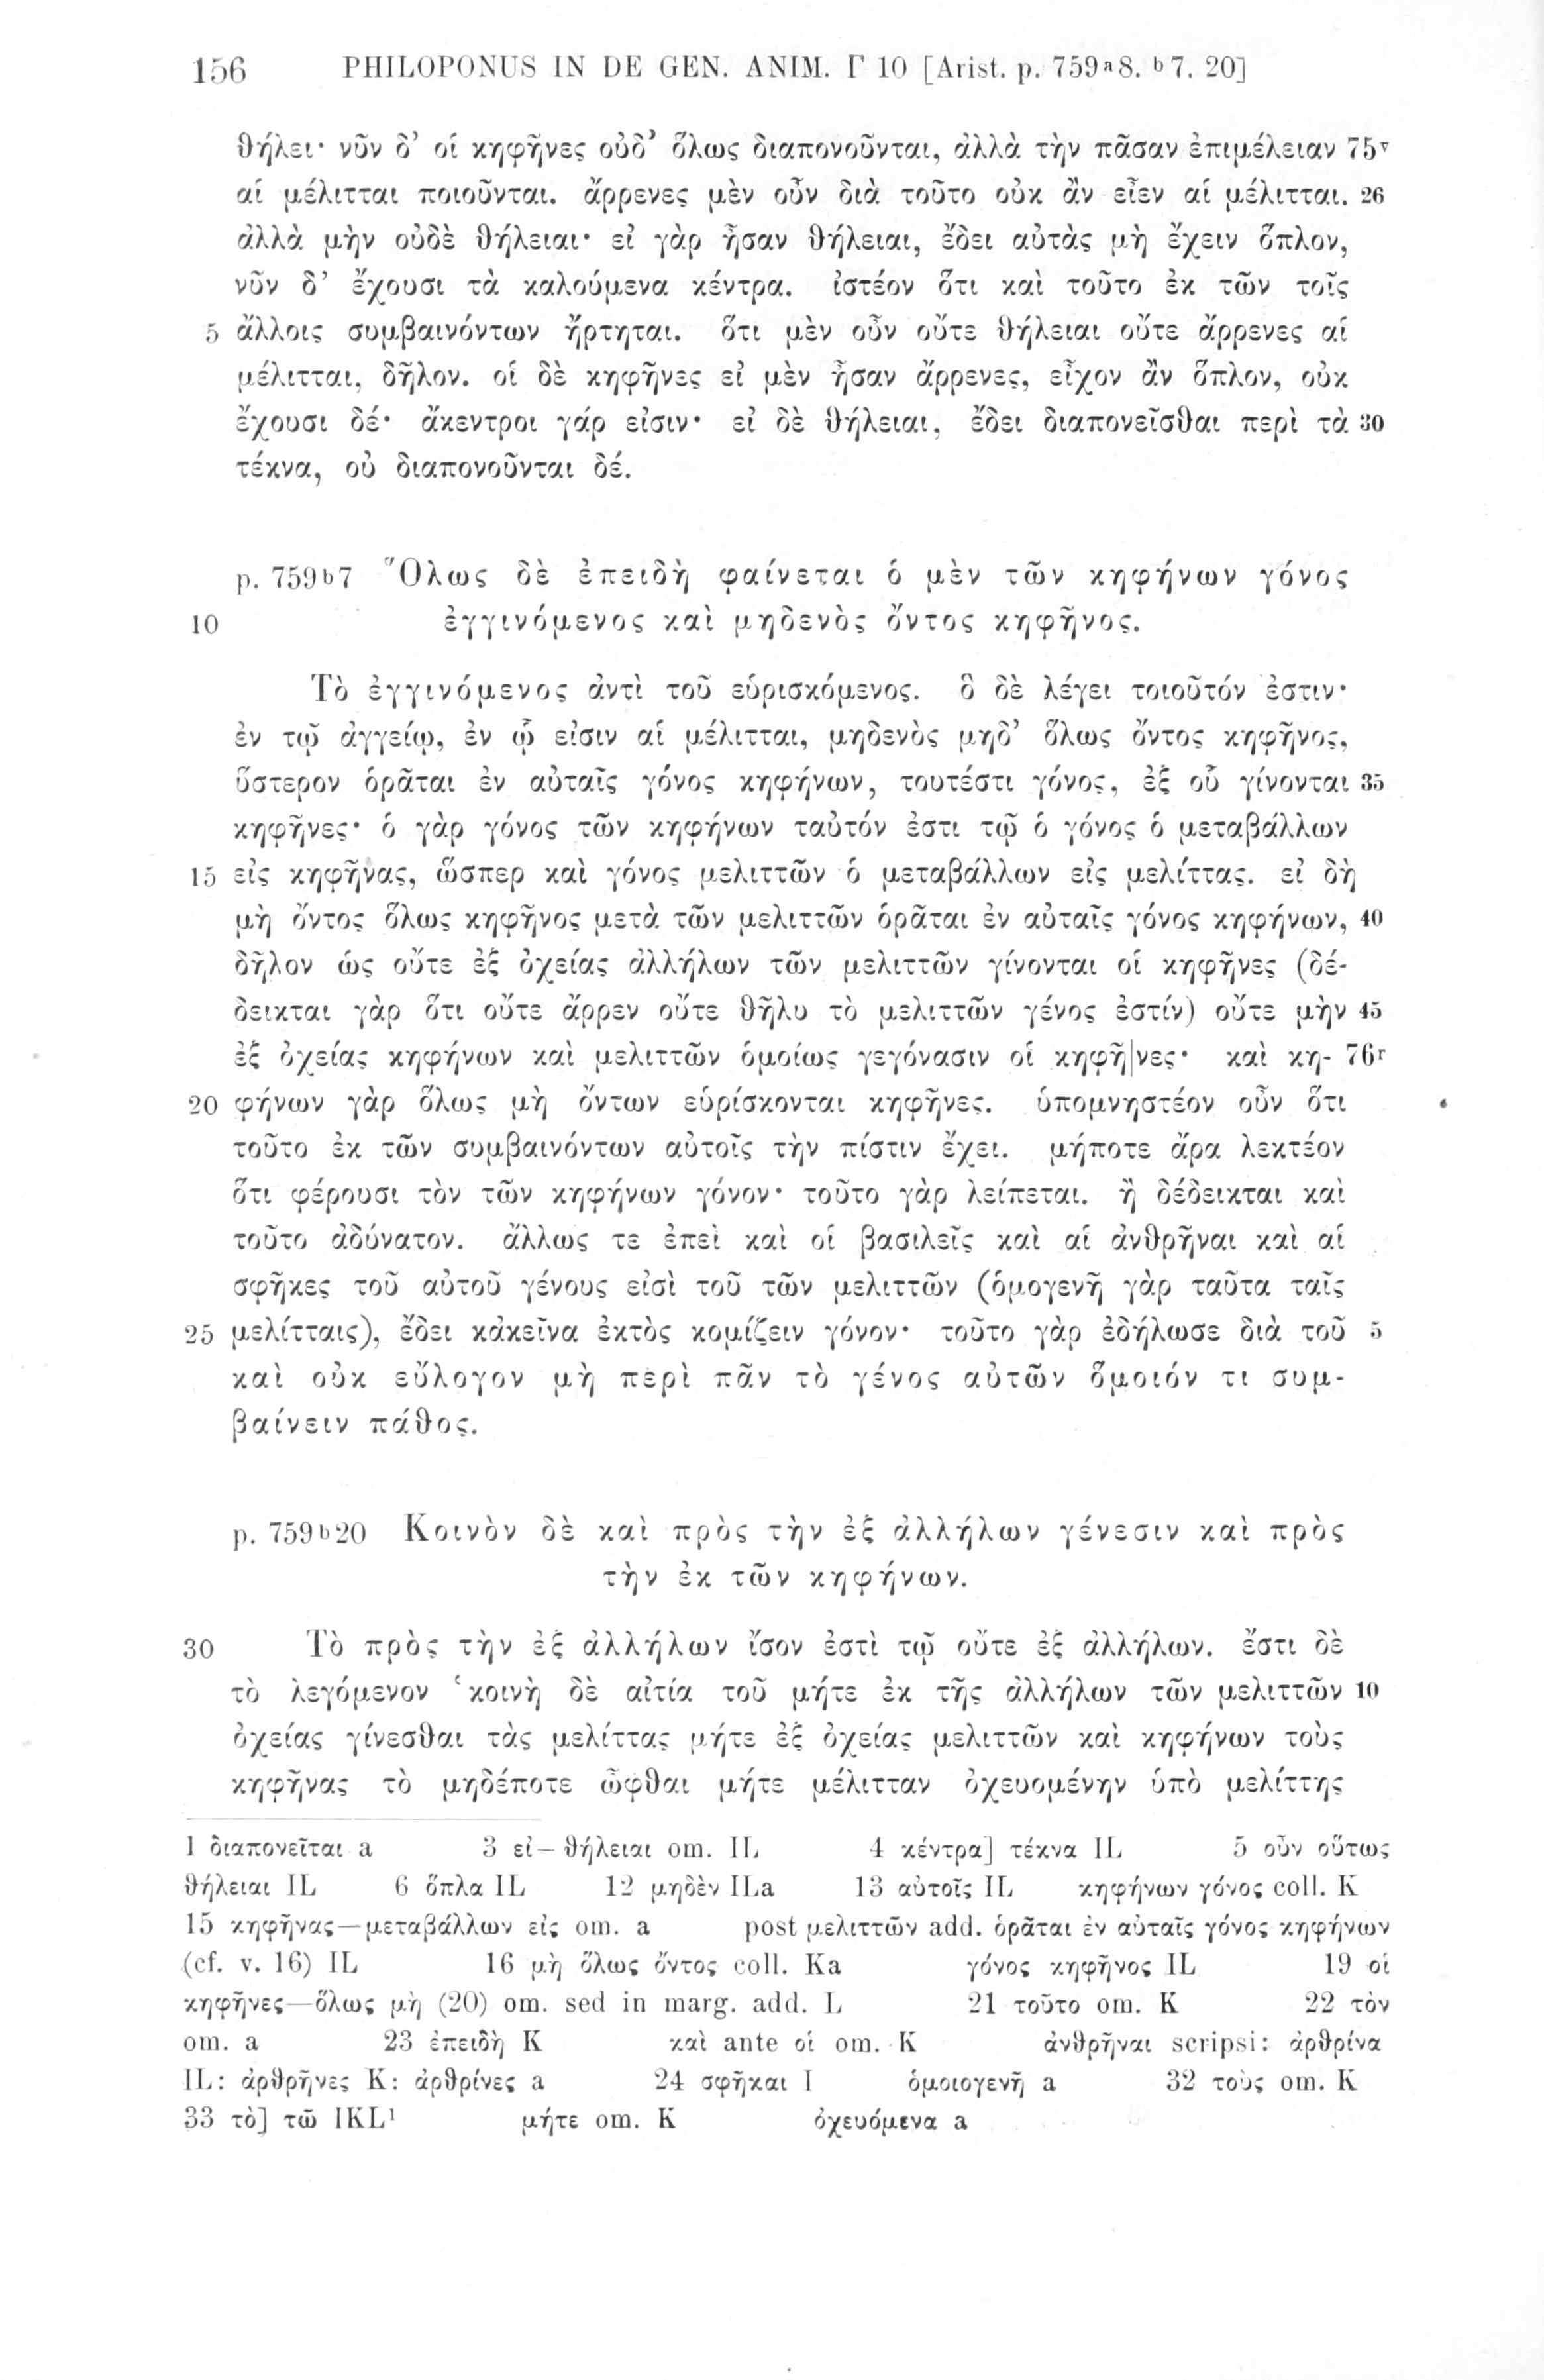 156 PHILOPONUS IN DE GEN. ANIM. Γ 10 [Arist. p. 759ᵃ8. ᵇ7. 20]
θήλει· νῦν δ’ οἱ κηφῆνες οὐδ’ ὅλως διαπονοῦνται, ἀλλὰ τὴν πᾶσαν ἐπιμέλειαν 75ᵛ
αἱ μέλιτται ποιοῦνται. ἄρρενες μὲν οὖν διὰ τοῦτο οὐκ ἂν εἶεν αἱ μέλιτται. 26
ἀλλὰ μὴν οὐδὲ θήλειαι· εἰ γὰρ ἦσαν θήλειαι, ἔδει αὐτὰς μὴ ἔχειν ὅπλον,
νῦν δ’ ἔχουσι τὰ καλούμενα κέντρα. ἰστέον ὅτι καὶ τοῦτο ἐκ τῶν τοῖς
5 ἄλλοις συμβαινόντων ἤρτηται. ὅτι μὲν οὖν οὔτε θήλειαι οὔτε ἄρρενες αἱ
μέλιτται, δῆλον. οἱ δὲ κηφῆνες εἰ μὲν ἦσαν ἄρρενες, εἶχον ἂν ὅπλον, οὐκ
ἔχουσι δέ· ἄκεντροι γάρ εἰσιν· εἰ δὲ θήλειαι, ἔδει διαπονεῖσθαι περὶ τὰ 30
τέκνα, οὐ διαπονοῦνται δέ.
p. 759ᵇ7 Ὅλως δὲ ἐπειδὴ φαίνεται ὁ μὲν τῶν κηφήνων γόνος
10 ἐγγινόμενος καὶ μηδενὸς ὄντος κηφῆνος.
Τὸ ἐγγινόμενος ἀντὶ τοῦ εὑρισκόμενος. ὃ δὲ λέγει τοιοῦτόν ἐστιν·
ἐν τῷ ἀγγείῳ, ἐν ᾧ εἰσιν αἱ μέλιτται, μηδενὸς μηδ’ ὅλως ὄντος κηφῆνος,
ὕστερον ὁρᾶται ἐν αὐταῖς γόνος κηφήνων, τουτέστι γόνος, ἐξ οὗ γίνονται 35
κηφῆνες· ὁ γὰρ γόνος τῶν κηφήνων ταὐτόν ἐστι τῷ ὁ γόνος ὁ μεταβάλλων
15 εἰς κηφῆνας, ὥσπερ καὶ γόνος μελιττῶν ὁ μεταβάλλων εἰς μελίττας. εἰ δὴ
μὴ ὄντος ὅλως κηφῆνος μετὰ τῶν μελιττῶν ὁρᾶται ἐν αὐταῖς γόνος κηφήνων, 40
δῆλον ὡς οὔτε ἐξ ὀχείας ἀλλήλων τῶν μελιττῶν γίνονται οἱ κηφῆνες (δέ-
δεικται γὰρ ὅτι οὔτε ἄρρεν οὔτε θῆλυ τὸ μελιττῶν γένος ἐστίν) οὔτε μὴν 45
ἐξ ὀχείας κηφήνων καὶ μελιττῶν ὁμοίως γεγόνασιν οἱ κηφῆ|νες· καὶ κη- 76ʳ
20 φήνων γὰρ ὅλως μὴ ὄντων εὑρίσκονται κηφῆνες. ὑπομνηστέον οὖν ὅτι
τοῦτο ἐκ τῶν συμβαινόντων αὐτοῖς τὴν πίστιν ἔχει. μήποτε ἄρα λεκτέον
ὅτι φέρουσι τὸν τῶν κηφήνων γόνον· τοῦτο γὰρ λείπεται. ἢ δέδεικται καὶ
τοῦτο ἀδύνατον. ἄλλως τε ἐπεὶ καὶ οἱ βασιλεῖς καὶ αἱ ἀνθρῆναι καὶ αἱ
σφῆκες τοῦ αὐτοῦ γένους εἰσὶ τοῦ τῶν μελιττῶν (ὁμογενῆ γὰρ ταῦτα ταῖς
25 μελίτταις), ἔδει κἀκεῖνα ἐκτὸς κομίζειν γόνον· τοῦτο γὰρ ἐδήλωσε διὰ τοῦ 5
καὶ οὐκ εὔλογον μὴ περὶ πᾶν τὸ γένος αὐτῶν ὅμοιόν τι συμ-
βαίνειν πάθος.
p. 759ᵇ20 Κοινὸν δὲ καὶ πρὸς τὴν ἐξ ἀλλήλων γένεσιν καὶ πρὸς
τὴν ἐκ τῶν κηφήνων.
30 Τὸ πρὸς τὴν ἐξ ἀλλήλων ἴσον ἐστὶ τῷ οὔτε ἐξ ἀλλήλων. ἔστι δὲ
τὸ λεγόμενον ‘κοινὴ δὲ αἰτία τοῦ μήτε ἐκ τῆς ἀλλήλων τῶν μελιττῶν 10
ὀχείας γίνεσθαι τὰς μελίττας μήτε ἐξ ὀχείας μελιττῶν καὶ κηφήνων τοὺς
κηφῆνας τὸ μηδέποτε ὦφθαι μήτε μέλιτταν ὀχευομένην ὑπὸ μελίττης
1 διαπονεῖται a 3 εἰ—θήλειαι om. IL 4 κέντρα] τέκνα IL 5 οὖν οὕτως
θήλειαι IL 6 ὅπλα IL 12 μηδὲν ILa 13 αὐτοῖς IL κηφήνων γόνος coll. K
15 κηφῆνας—μεταβάλλων εἰς om. a post μελιττῶν add. ὁρᾶται ἐν αὐταῖς γόνος κηφήνων
(cf. v. 16) IL 16 μὴ ὅλως ὄντος coll. Ka γόνος κηφῆνος IL 19 οἱ
κηφῆνες—ὅλως μὴ (20) om. sed in marg. add. L 21 τοῦτο om. K 22 τὸν
om. a 23 ἐπειδὴ K καὶ ante οἱ om. K ἀνθρῆναι scripsi: ἀρθρίνα
IL: ἀρθρῆνες K: ἀρθρίνες a 24 σφῆκαι I ὁμοιογενῆ a 32 τοὺς om. K
33 τὸ] τῶ IKL¹ μήτε om. K ὀχευόμενα a